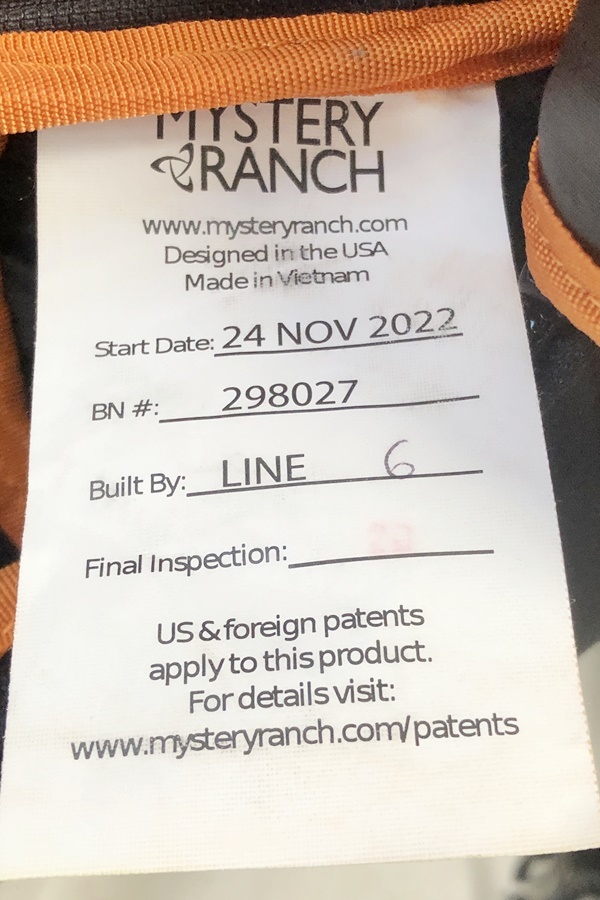 MYSTERY
RANCH
www.mysteryranch.com
Designed in the USA
Made in Vietnam
Start Date: 24 NOV 2022
BN #: 298027
Built By: LINE 6
Final Inspection:
US & foreign patents
apply to this product.
For details visit:
www.mysteryranch.com/patents